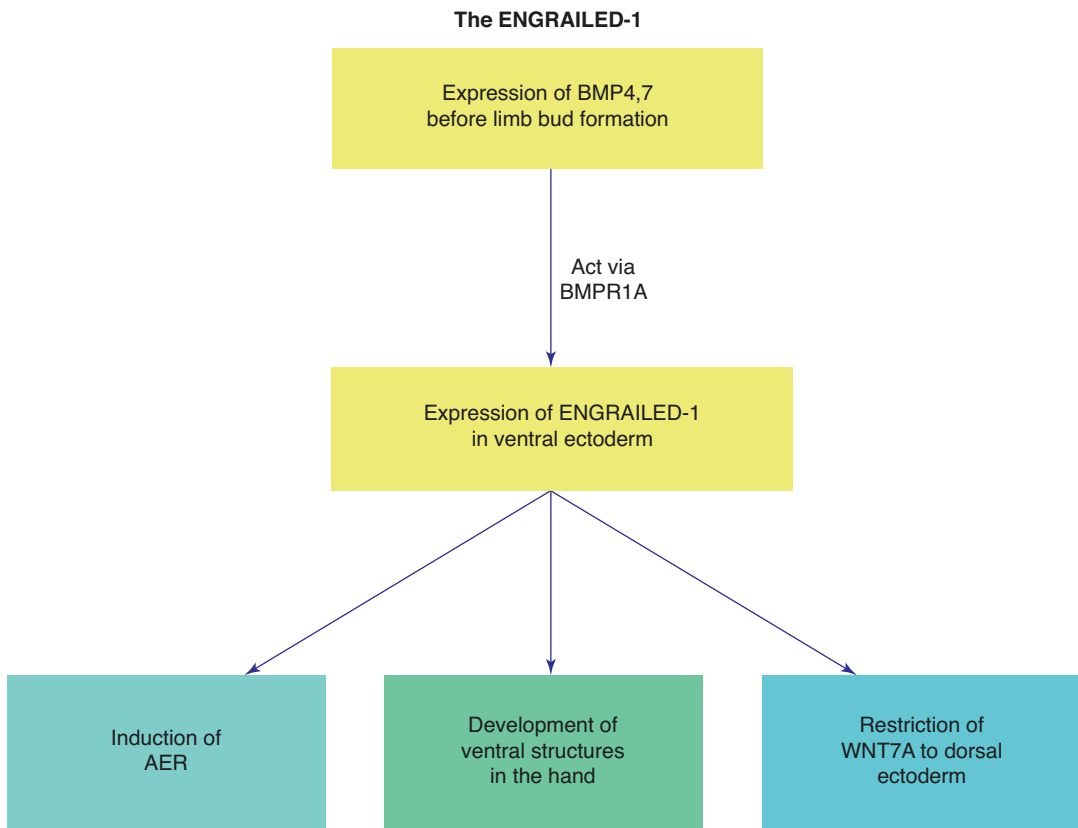 The ENGRAILED-1
Expression of BMP4,7
before limb bud formation
Act via
BMPR1A
Expression of ENGRAILED-1
in ventral ectoderm
Induction of
AER
Development of
ventral structures
in the hand
Restriction of
WNT7A to dorsal
ectoderm